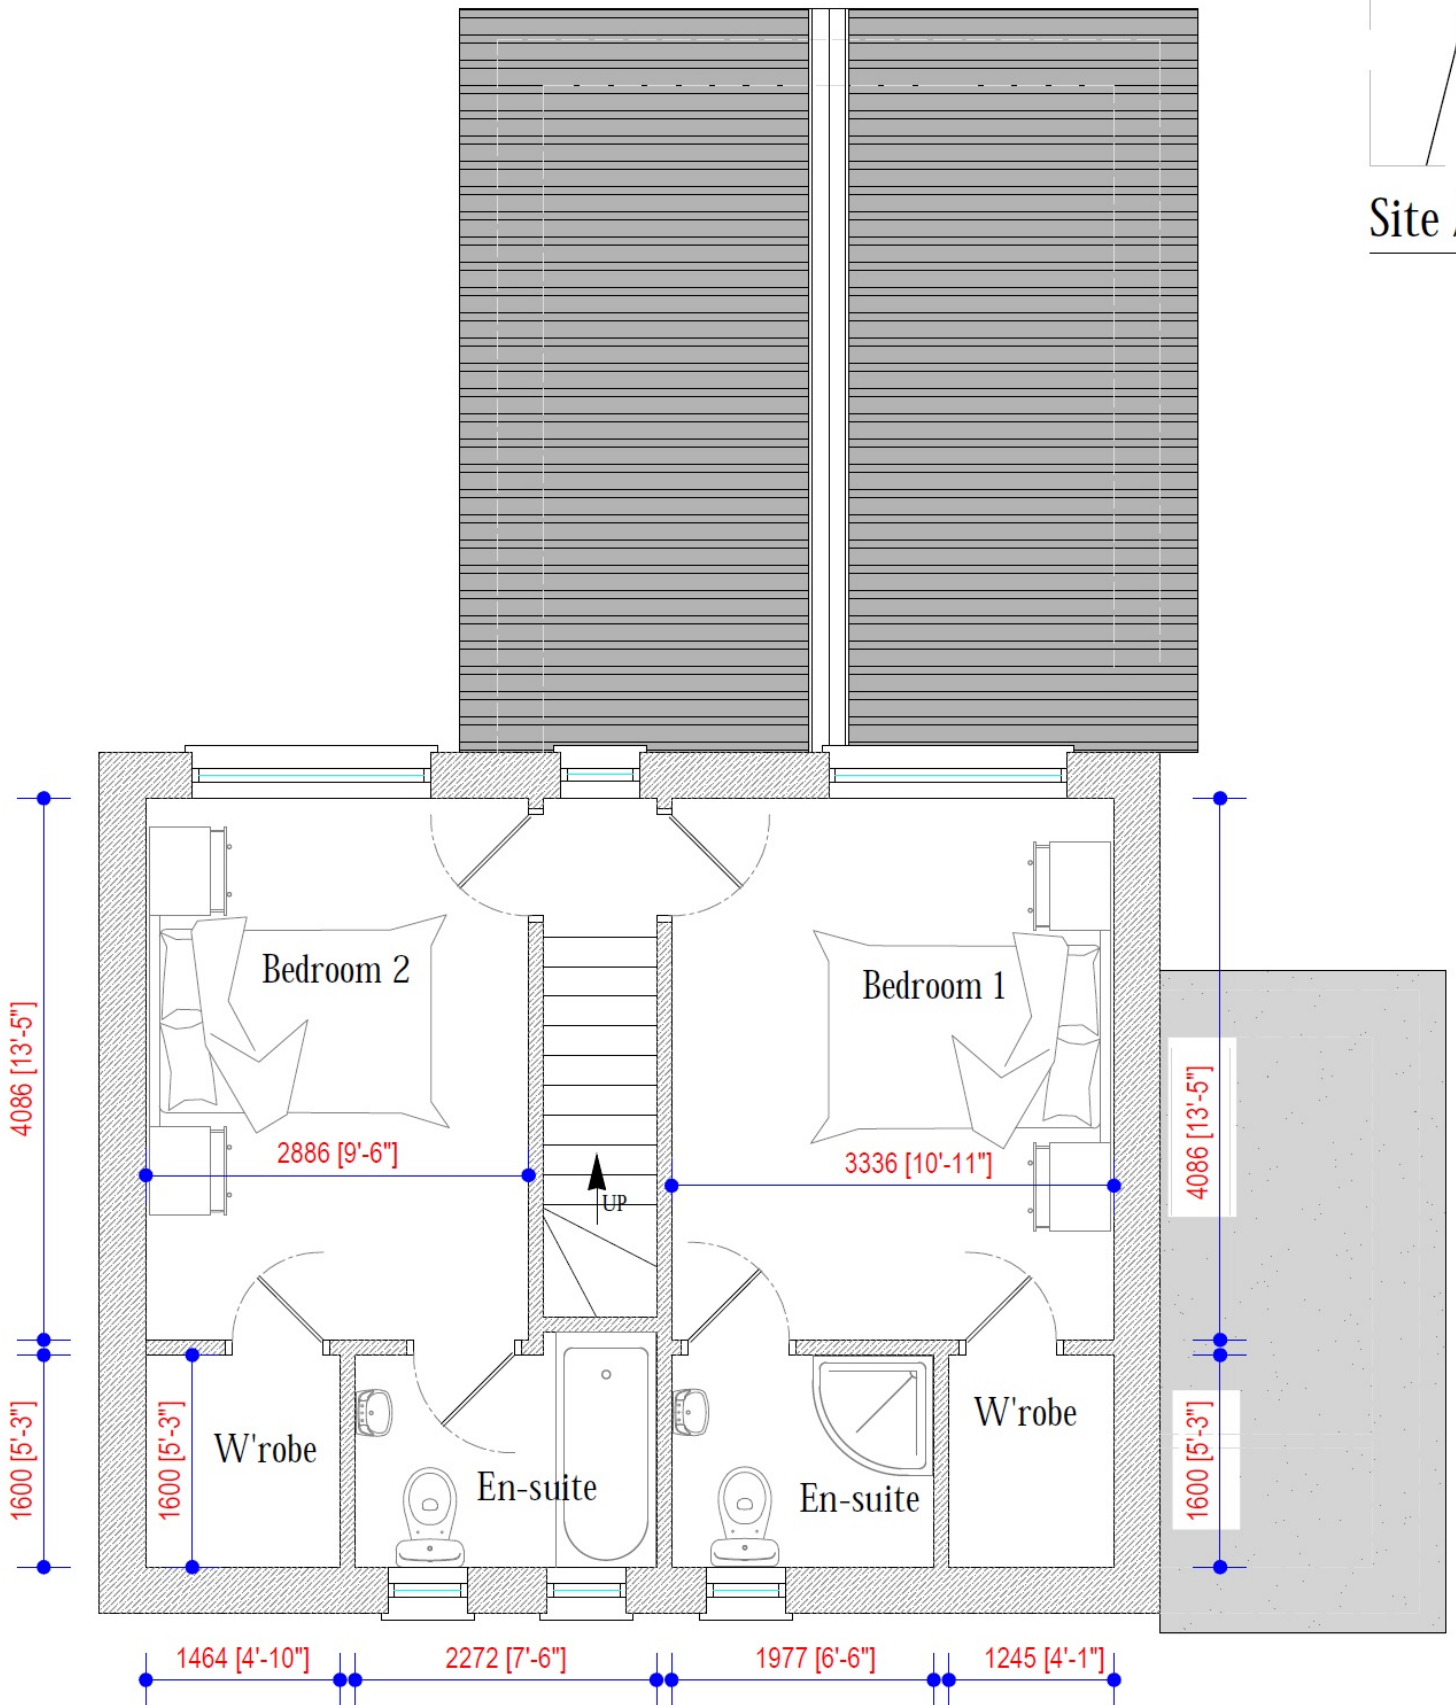 Site
Bedroom 2
Bedroom 1
4086 [13'-5"]
4086 [13'-5"]
2886 [9'-6"]
3336 [10'-11"]
UP
1600 [5'-3"]
1600 [5'-3"]
W'robe
En-suite
En-suite
W'robe
1600 [5'-3"]
1464 [4'-10"]
2272 [7'-6"]
1977 [6'-6"]
1245 [4'-1"]